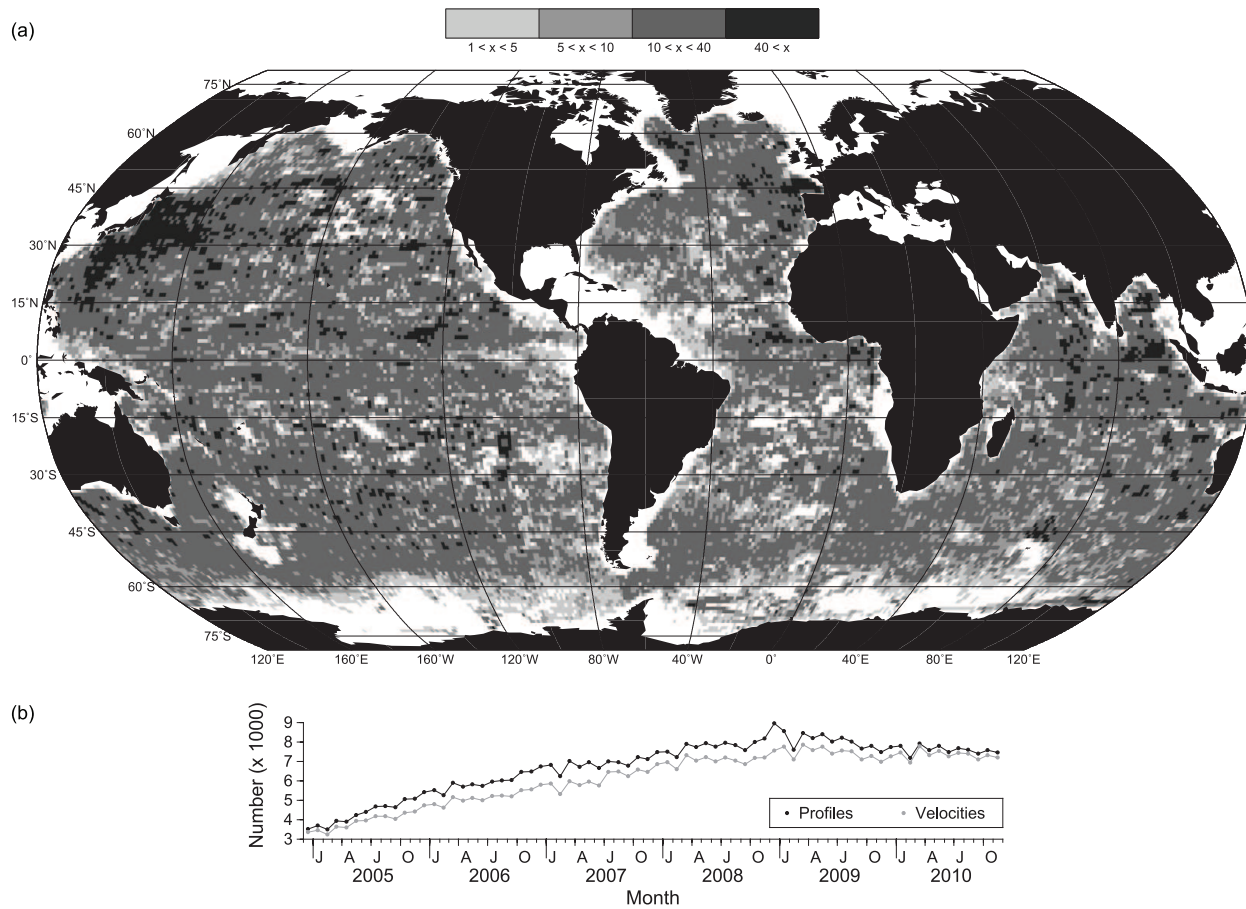 (a)
1 < x < 5 5 < x < 10 10 < x < 40 40 < x
75˚N
60˚N
45˚N
30˚N
15˚N
0˚
15˚S
30˚S
45˚S
60˚S
75˚S
120˚E 160˚E 160˚W 120˚W 80˚W 40˚W 0˚ 40˚E 80˚E 120˚E
(b)
Number (x 1000)
9
8
7
6
5
4
3
Profiles Velocities
J A J O J A J O J A J O J A J O J A J O J A J O
2005 2006 2007 2008 2009 2010
Month